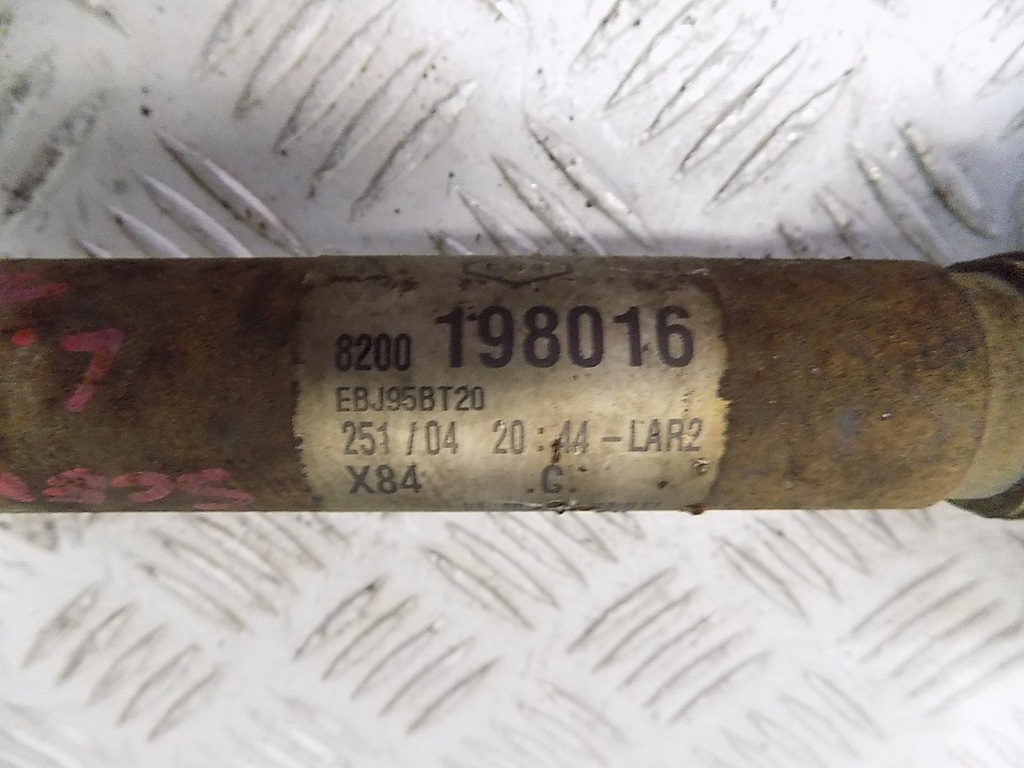 8200 198016
EBJ95BT20
251/04 20:44-LAR2
X84 .C.